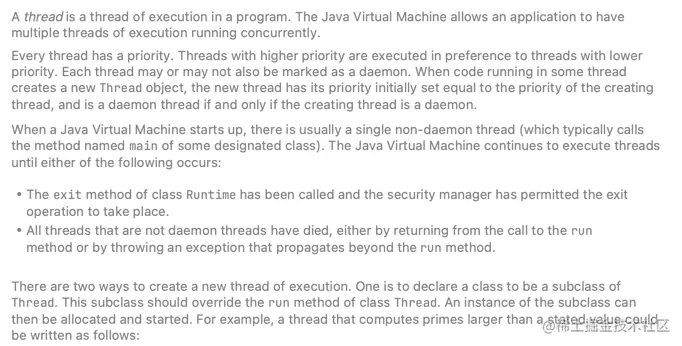 A thread is a thread of execution in a program. The Java Virtual Machine allows an application to have
multiple threads of execution running concurrently.
Every thread has a priority. Threads with higher priority are executed in preference to threads with lower
priority. Each thread may or may not also be marked as a daemon. When code running in some thread
creates a new Thread object, the new thread has its priority initially set equal to the priority of the creating
thread, and is a daemon thread if and only if the creating thread is a daemon.
When a Java Virtual Machine starts up, there is usually a single non-daemon thread (which typically calls
the method named main of some designated class). The Java Virtual Machine continues to execute threads
until either of the following occurs:
• The exit method of class Runtime has been called and the security manager has permitted the exit
operation to take place.
• All threads that are not daemon threads have died, either by returning from the call to the run
method or by throwing an exception that propagates beyond the run method.
There are two ways to create a new thread of execution. One is to declare a class to be a subclass of
Thread. This subclass should override the run method of class Thread. An instance of the subclass can
then be allocated and started. For example, a thread that computes primes larger than a stated value could
be written as follows:
@稀土掘金技术社区